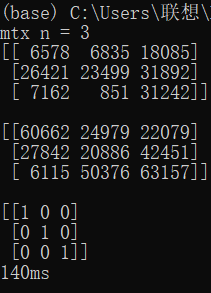 (base) C:\Users\联想\
mtx n = 3
[[ 6578  6835 18085]
 [26421 23499 31892]
 [ 7162   851 31242]]
[[60662 24979 22079]
 [27842 20886 42451]
 [ 6115 50376 63157]]
[[1 0 0]
 [0 1 0]
 [0 0 1]]
140ms